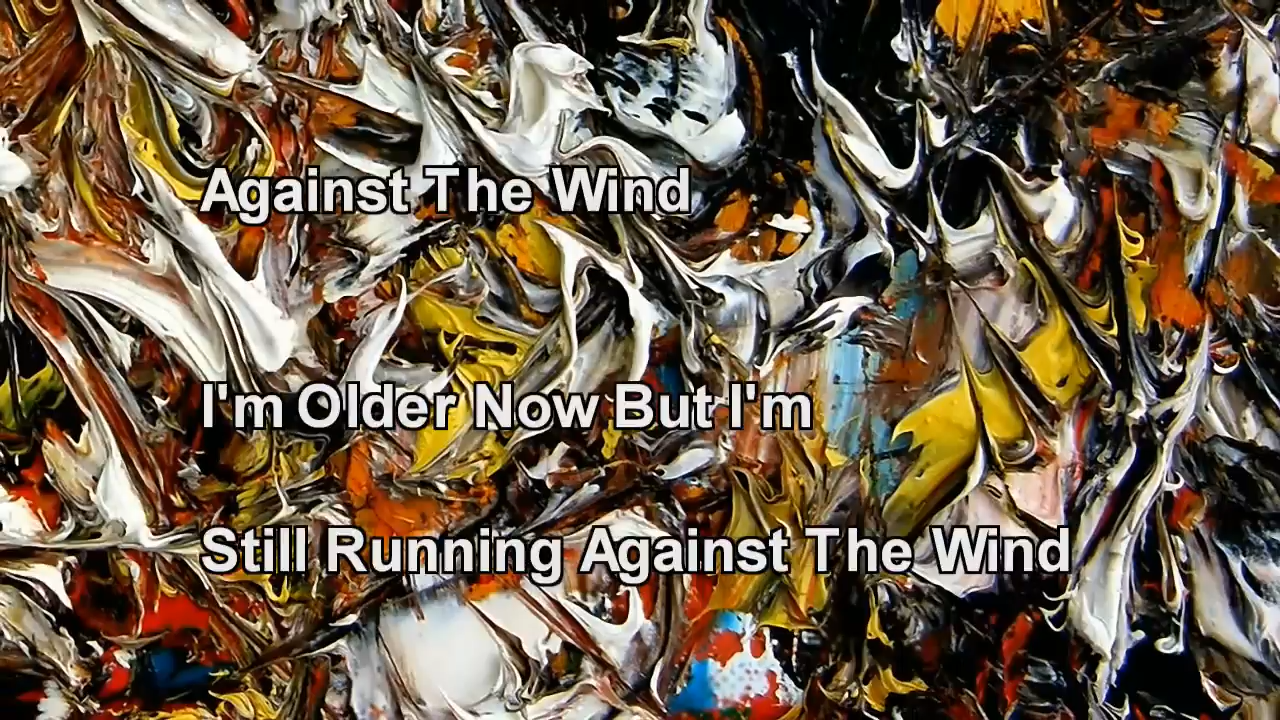 Against The Wind
I'm Older Now But I'm
Still Running Against The Wind